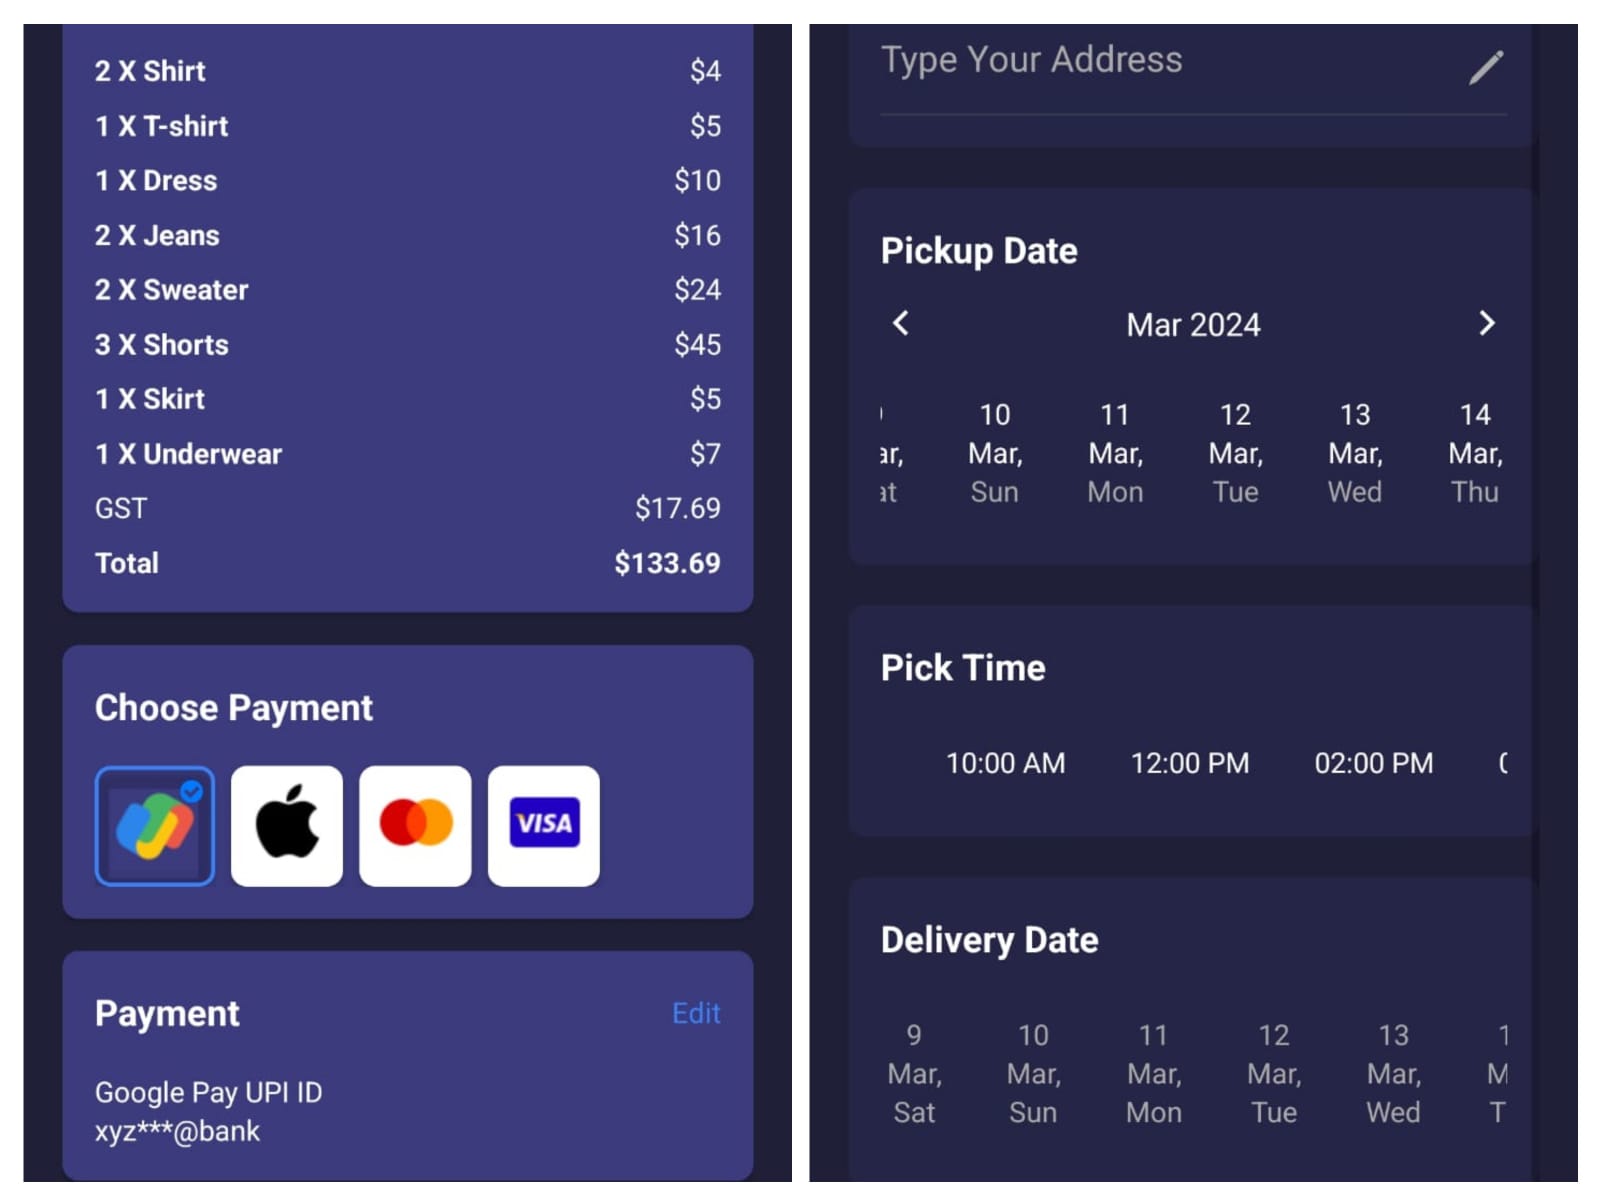 2 X Shirt $4
1 X T-shirt $5
1 X Dress $10
2 X Jeans $16
2 X Sweater $24
3 X Shorts $45
1 X Skirt $5
1 X Underwear $7
GST $17.69
Total $133.69
Choose Payment
VISA
Payment Edit
Google Pay UPI ID
xyz***@bank
Type Your Address
Pickup Date
Mar 2024
10 11 12 13 14
ar, Mar, Mar, Mar, Mar, Mar,
at Sun Mon Tue Wed Thu
Pick Time
10:00 AM 12:00 PM 02:00 PM
Delivery Date
9 10 11 12 13 1
Mar, Mar, Mar, Mar, Mar, M
Sat Sun Mon Tue Wed T